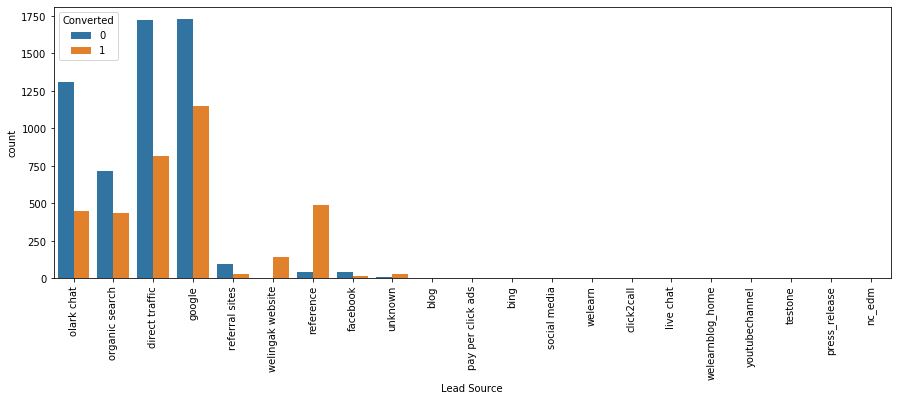 Converted
0
1
1750
1500
1250
1000
750
500
250
0
count
olark chat
organic search
direct traffic
google
referral sites
welingak website
reference
facebook
unknown
blog
pay per click ads
bing
social media
welearn
click2call
live chat
welearnblog_home
youtubechannel
testone
press_release
nc_edm
Lead Source